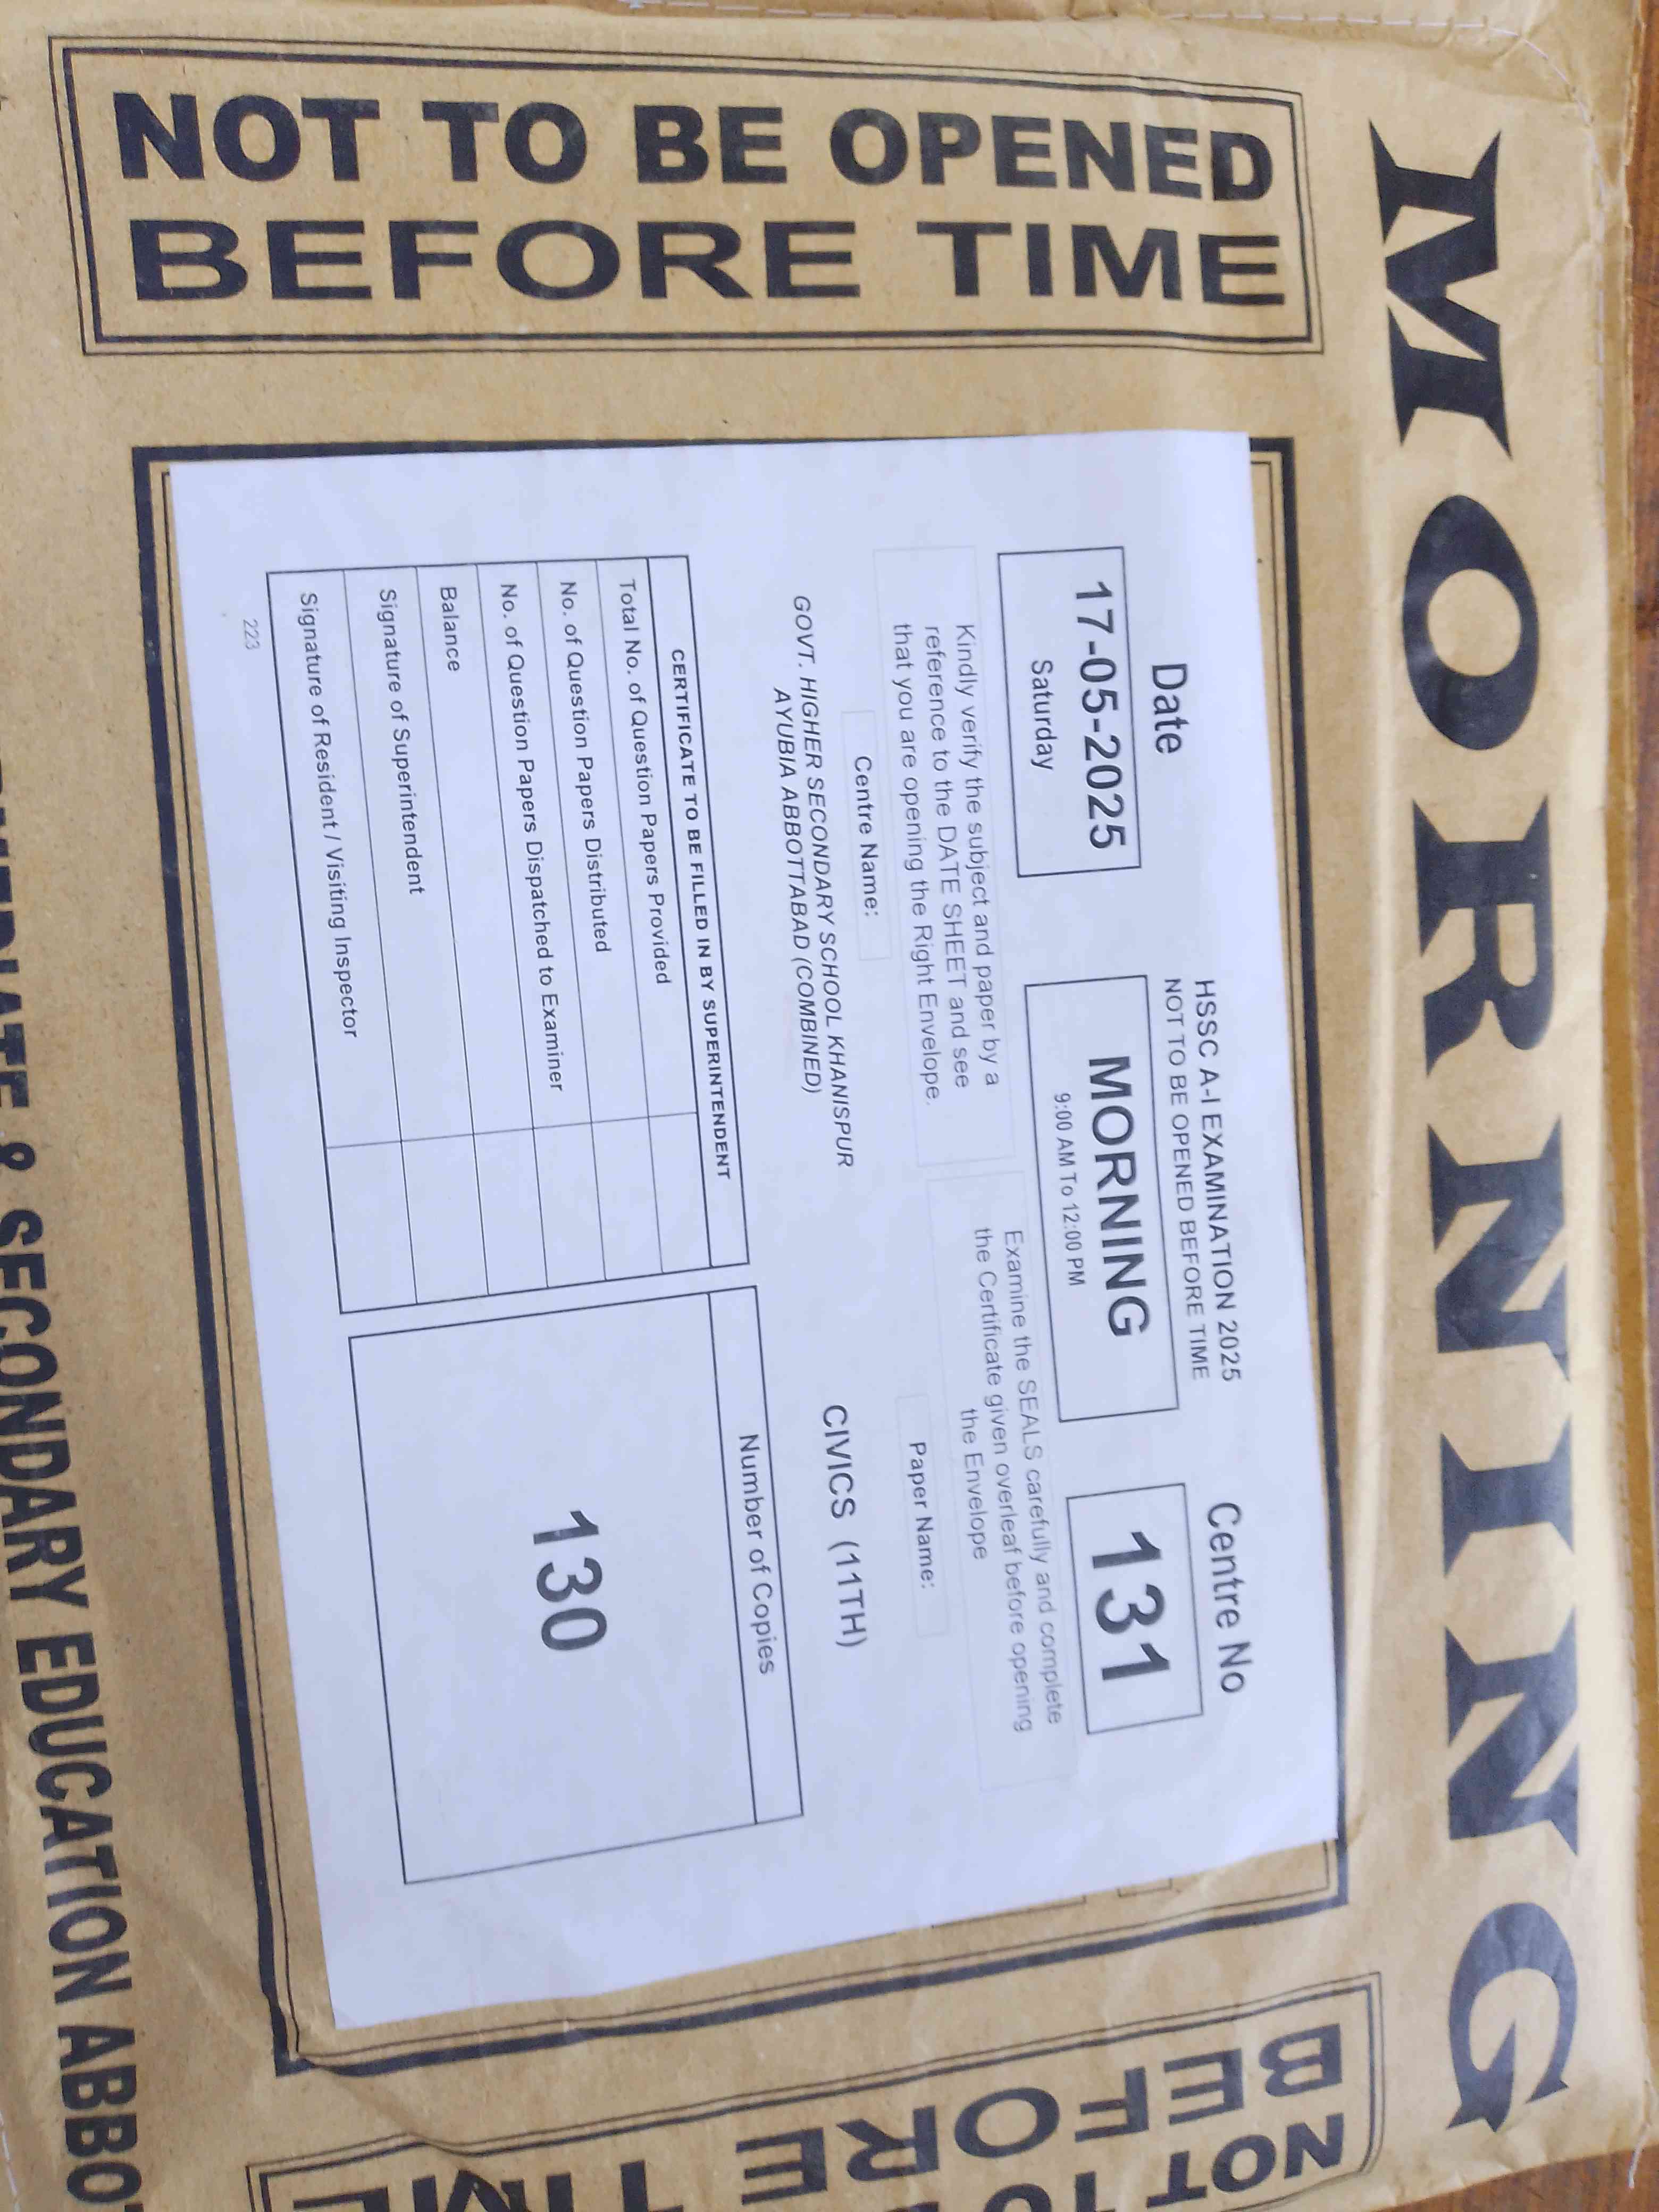 NOT TO BE OPENED
BEFORE TIME
MORNING
HSSC A-I EXAMINATION 2025
NOT TO BE OPENED BEFORE TIME
Date
17-05-2025
Saturday
MORNING
9:00 AM To 12:00 PM
Centre No
131
Kindly verify the subject and paper by a
reference to the DATE SHEET and see
that you are opening the Right Envelope.
Examine the SEALS carefully and complete
the Certificate given overleaf before opening
the Envelope
Centre Name:
GOVT. HIGHER SECONDARY SCHOOL KHANISPUR
AYUBIA ABBOTTABAD (COMBINED)
Paper Name:
CIVICS (11TH)
CERTIFICATE TO BE FILLED IN BY SUPERINTENDENT
Total No. of Question Papers Provided
No. of Question Papers Distributed
No. of Question Papers Dispatched to Examiner
Balance
Signature of Superintendent
Signature of Resident / Visiting Inspector
Number of Copies
130
223
& SECONDARY EDUCATION
NOT
BEFORE